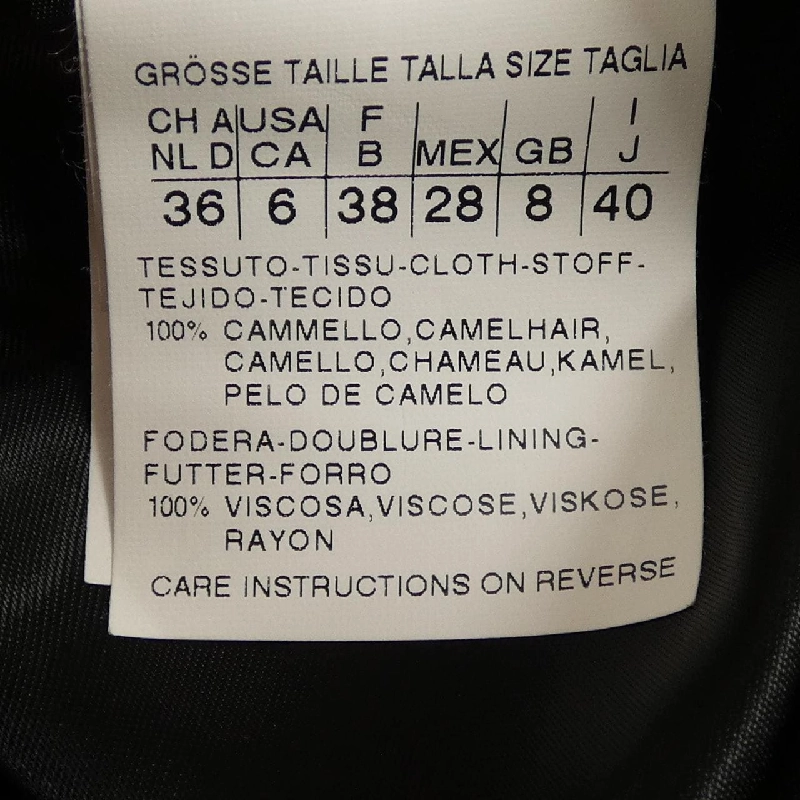 GRÖSSE TAILLE TALLA SIZE TAGLIA
CH A USA F I
NL D CA B MEX GB J
36 6 38 28 8 40
TESSUTO-TISSU-CLOTH-STOFF-
TEJIDO-TECIDO
100% CAMMELLO,CAMELHAIR,
CAMELLO,CHAMEAU,KAMEL,
PELO DE CAMELO
FODERA-DOUBLURE-LINING-
FUTTER-FORRO
100% VISCOSA,VISCOSE,VISKOSE,
RAYON
CARE INSTRUCTIONS ON REVERSE